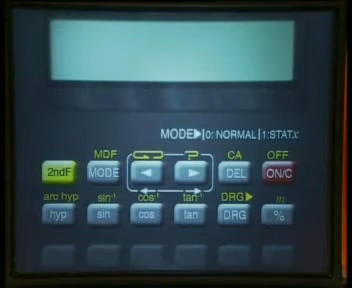 MODE▶|0: NORMAL|1:STATx
MDF CA OFF
2ndF MODE ◀ ▶ DEL ON/C
arc hyp sin⁻¹ cos⁻¹ tan⁻¹ DRG▶ π
hyp sin cos tan DRG %